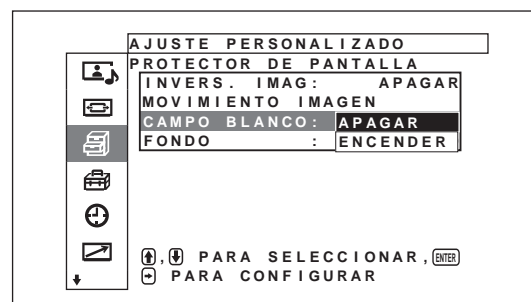 AJUSTE PERSONALIZADO
PROTECTOR DE PANTALLA
INVERS. IMAG: APAGAR
MOVIMIENTO IMAGEN
CAMPO BLANCO: APAGAR
FONDO : ENCENDER
, PARA SELECCIONAR, ENTER
PARA CONFIGURAR